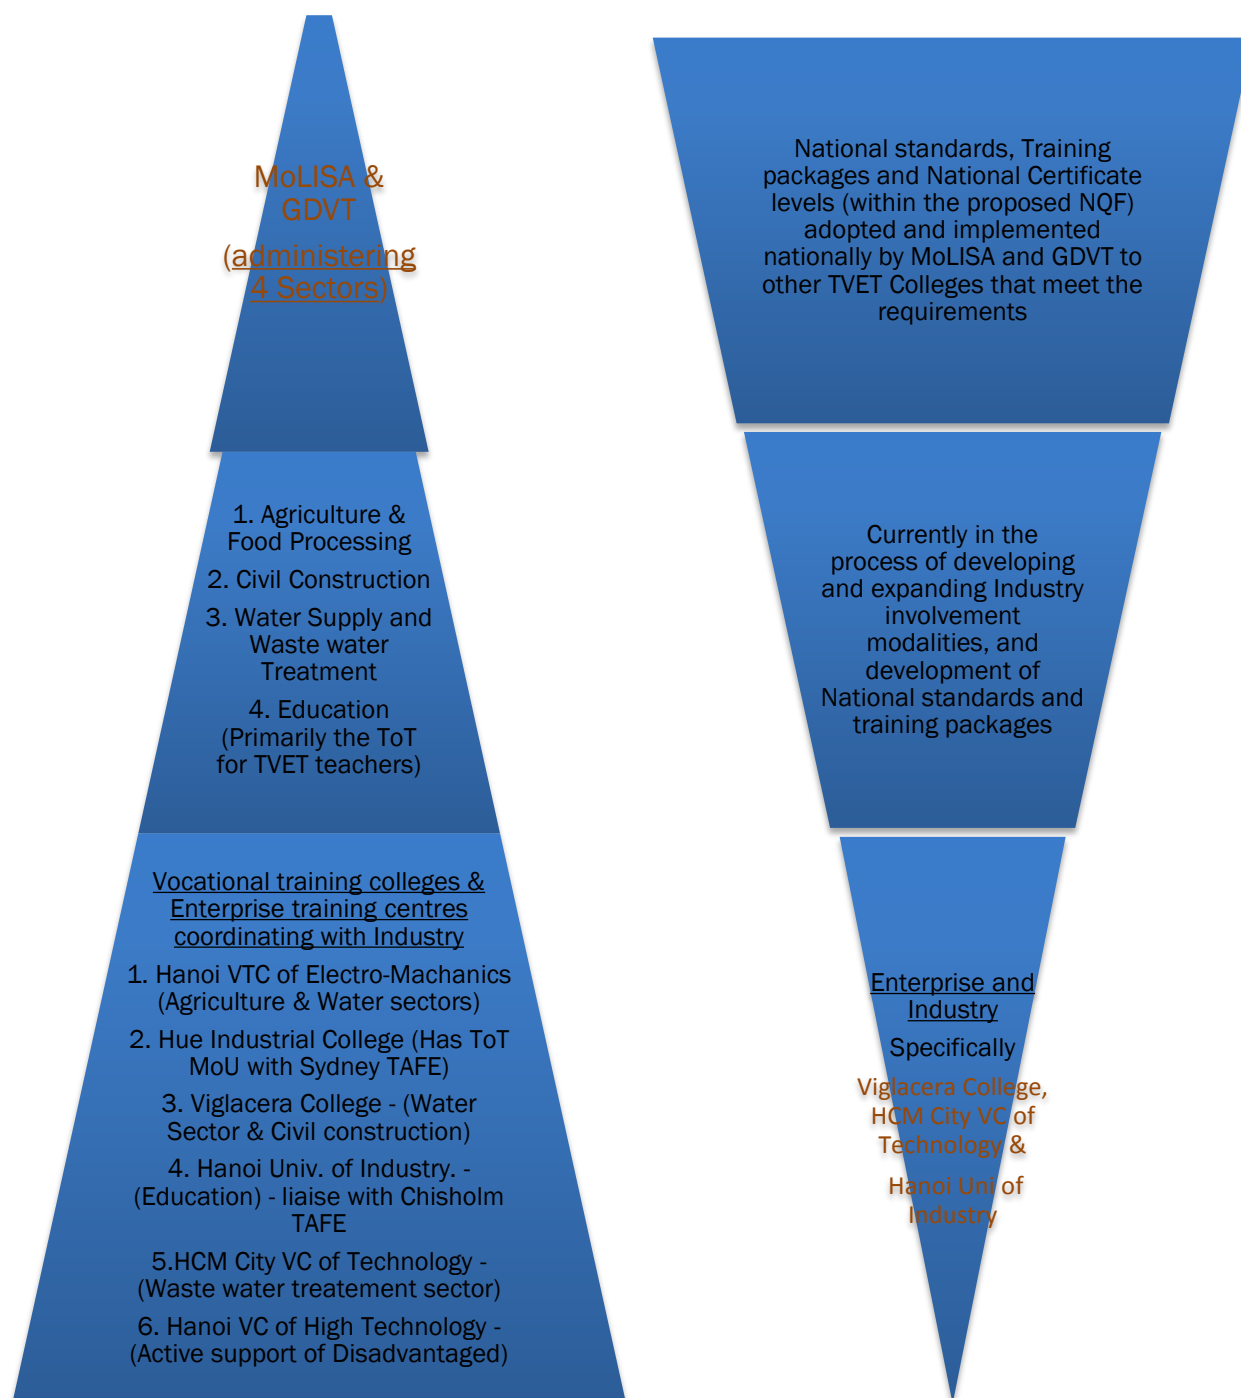 MoLISA &
GDVT
(administering
4 Sectors)
1. Agriculture &
Food Processing
2. Civil Construction
3. Water Supply and
Waste water
Treatment
4. Education
(Primarily the ToT
for TVET teachers)
Vocational training colleges &
Enterprise training centres
coordinating with Industry
1. Hanoi VTC of Electro-Machanics
(Agriculture & Water sectors)
2. Hue Industrial College (Has ToT
MoU with Sydney TAFE)
3. Viglacera College - (Water
Sector & Civil construction)
4. Hanoi Univ. of Industry. -
(Education) - liaise with Chisholm
TAFE
5.HCM City VC of Technology -
(Waste water treatement sector)
6. Hanoi VC of High Technology -
(Active support of Disadvantaged)
National standards, Training
packages and National Certificate
levels (within the proposed NQF)
adopted and implemented
nationally by MoLISA and GDVT to
other TVET Colleges that meet the
requirements
Currently in the
process of developing
and expanding Industry
involvement
modalities, and
development of
National standards and
training packages
Enterprise and
Industry
Specifically
Viglacera College,
HCM City VC of
Technology &
Hanoi Uni of
Industry